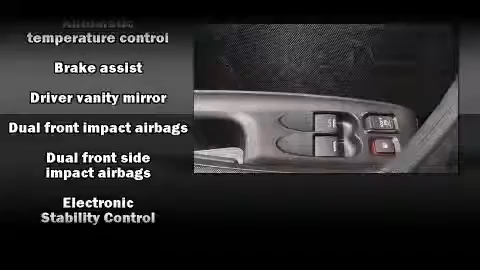 Automatic
temperature control
Brake assist
Driver vanity mirror
Dual front impact airbags
Dual front side
impact airbags
Electronic
Stability Control